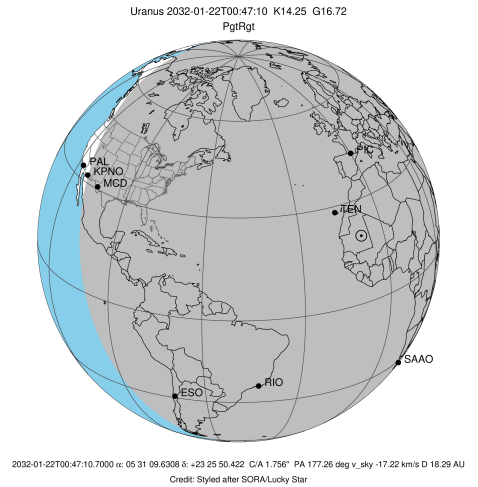 Uranus 2032-01-22T00:47:10 K14.25 G16.72
PgtRgt
PAL
KPNO
MCD
TEN
ESO
RIO
SAAO
2032-01-22T00:47:10.7000 α: 05 31 09.6308 δ: +23 25 50.422 C/A 1.756" PA 177.26 deg v_sky -17.22 km/s D 18.29 AU
Credit: Styled after SORA/Lucky Star